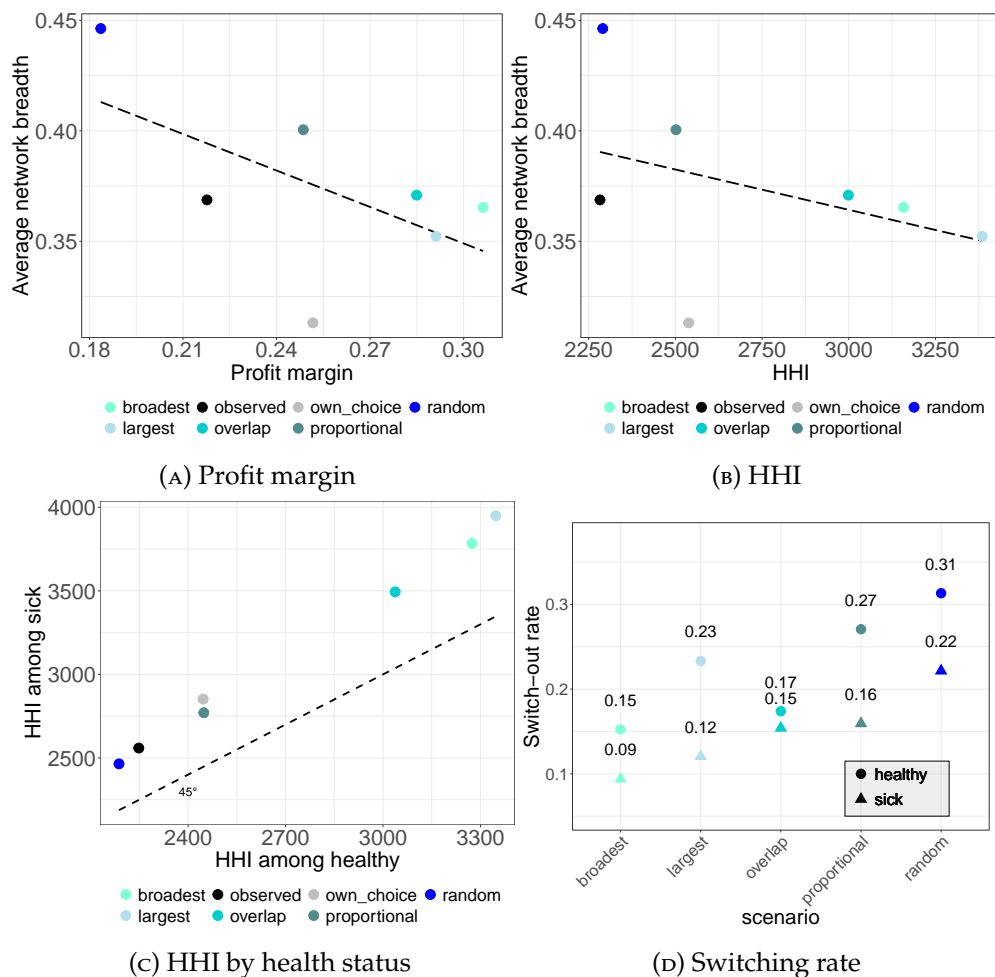 0.45
0.40
0.35
Average network breadth
0.18 0.21 0.24 0.27 0.30
Profit margin
broadest observed own_choice random
largest overlap proportional
(A) Profit margin
0.45
0.40
0.35
Average network breadth
2250 2500 2750 3000 3250
HHI
broadest observed own_choice random
largest overlap proportional
(B) HHI
4000
3500
3000
2500
HHI among sick
45°
2400 2700 3000 3300
HHI among healthy
broadest observed own_choice random
largest overlap proportional
(C) HHI by health status
0.3
0.2
0.1
Switch−out rate
0.15
0.09
0.23
0.12
0.17
0.15
0.27
0.16
0.31
0.22
healthy
sick
broadest largest overlap proportional random
scenario
(D) Switching rate